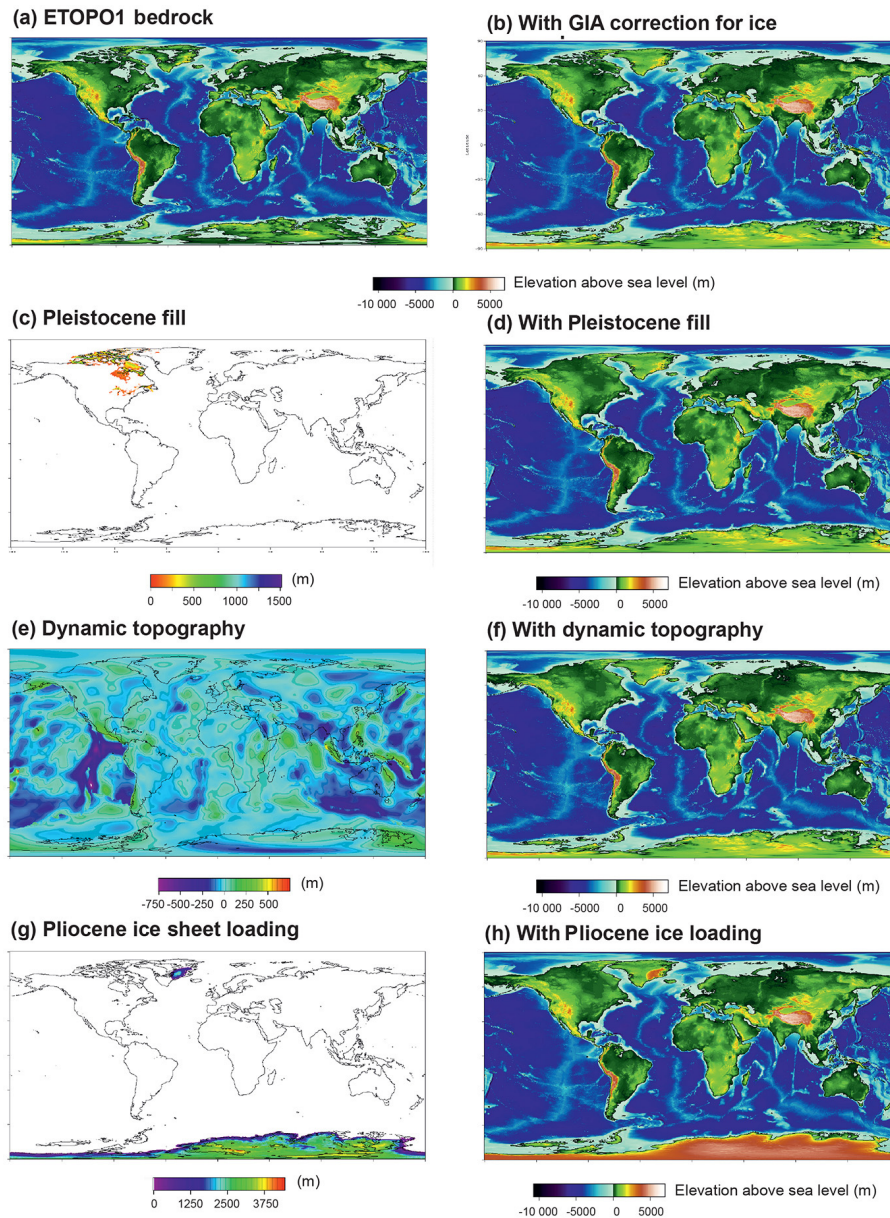 (a) ETOPO1 bedrock
(b) With GIA correction for ice
-10 000 -5000 0 5000 Elevation above sea level (m)
(c) Pleistocene fill
(d) With Pleistocene fill
0 500 1000 1250 1500 (m)
-10 000 -5000 0 5000 Elevation above sea level (m)
(e) Dynamic topography
(f) With dynamic topography
-750 -500 -250 0 250 500 (m)
-10 000 -5000 0 5000 Elevation above sea level (m)
(g) Pliocene ice sheet loading
(h) With Pliocene ice loading
0 1250 2500 3750 (m)
-10 000 -5000 0 5000 Elevation above sea level (m)